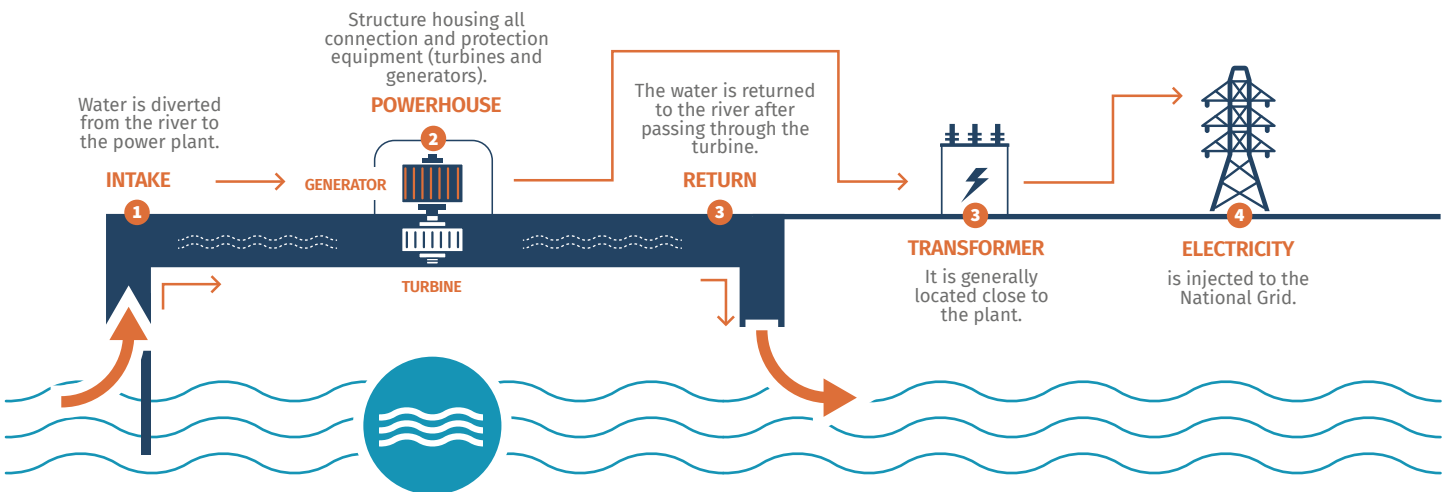 Water is diverted
from the river to
the power plant.
INTAKE
1
Structure housing all
connection and protection
equipment (turbines and
generators).
POWERHOUSE
2
GENERATOR
TURBINE
The water is returned
to the river after
passing through the
turbine.
RETURN
3
3
TRANSFORMER
It is generally
located close to
the plant.
4
ELECTRICITY
is injected to the
National Grid.